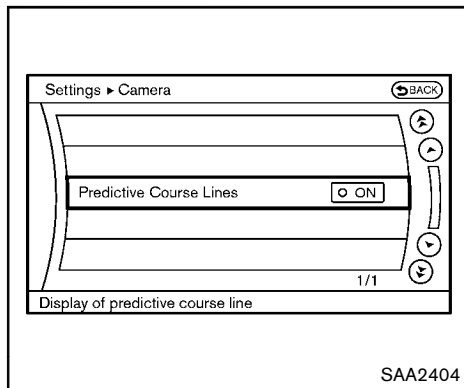 Settings ▶ Camera
BACK
Predictive Course Lines
ON
1/1
Display of predictive course line
SAA2404